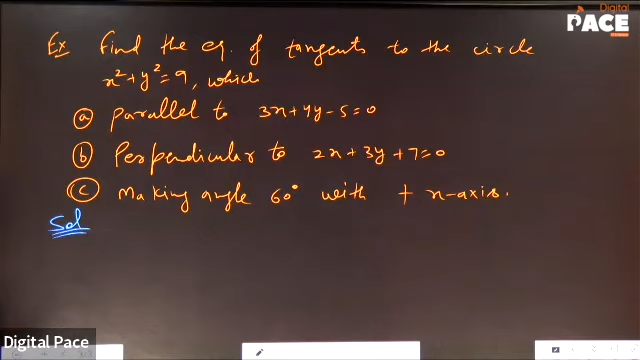 Digital
PACE
Ex Find the eq. of tangents to the circle
x²+y²=9, which
(a) parallel to 3x+4y-5=0
(b) Perpendicular to 2x+3y+7=0
(c) Making angle 60° with + x-axis.
Sol
Digital Pace